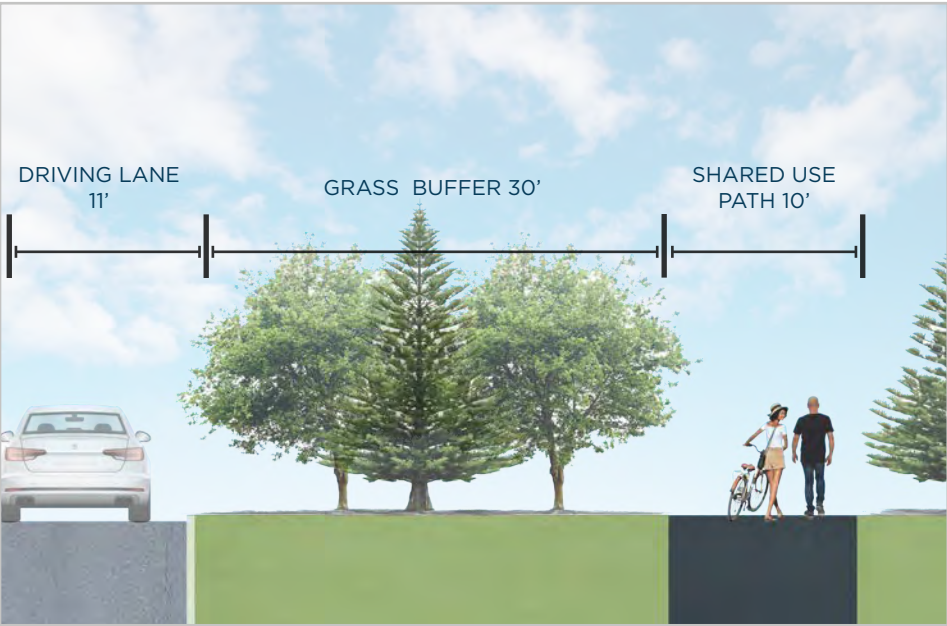 DRIVING LANE
11’
GRASS BUFFER 30’
SHARED USE
PATH 10’